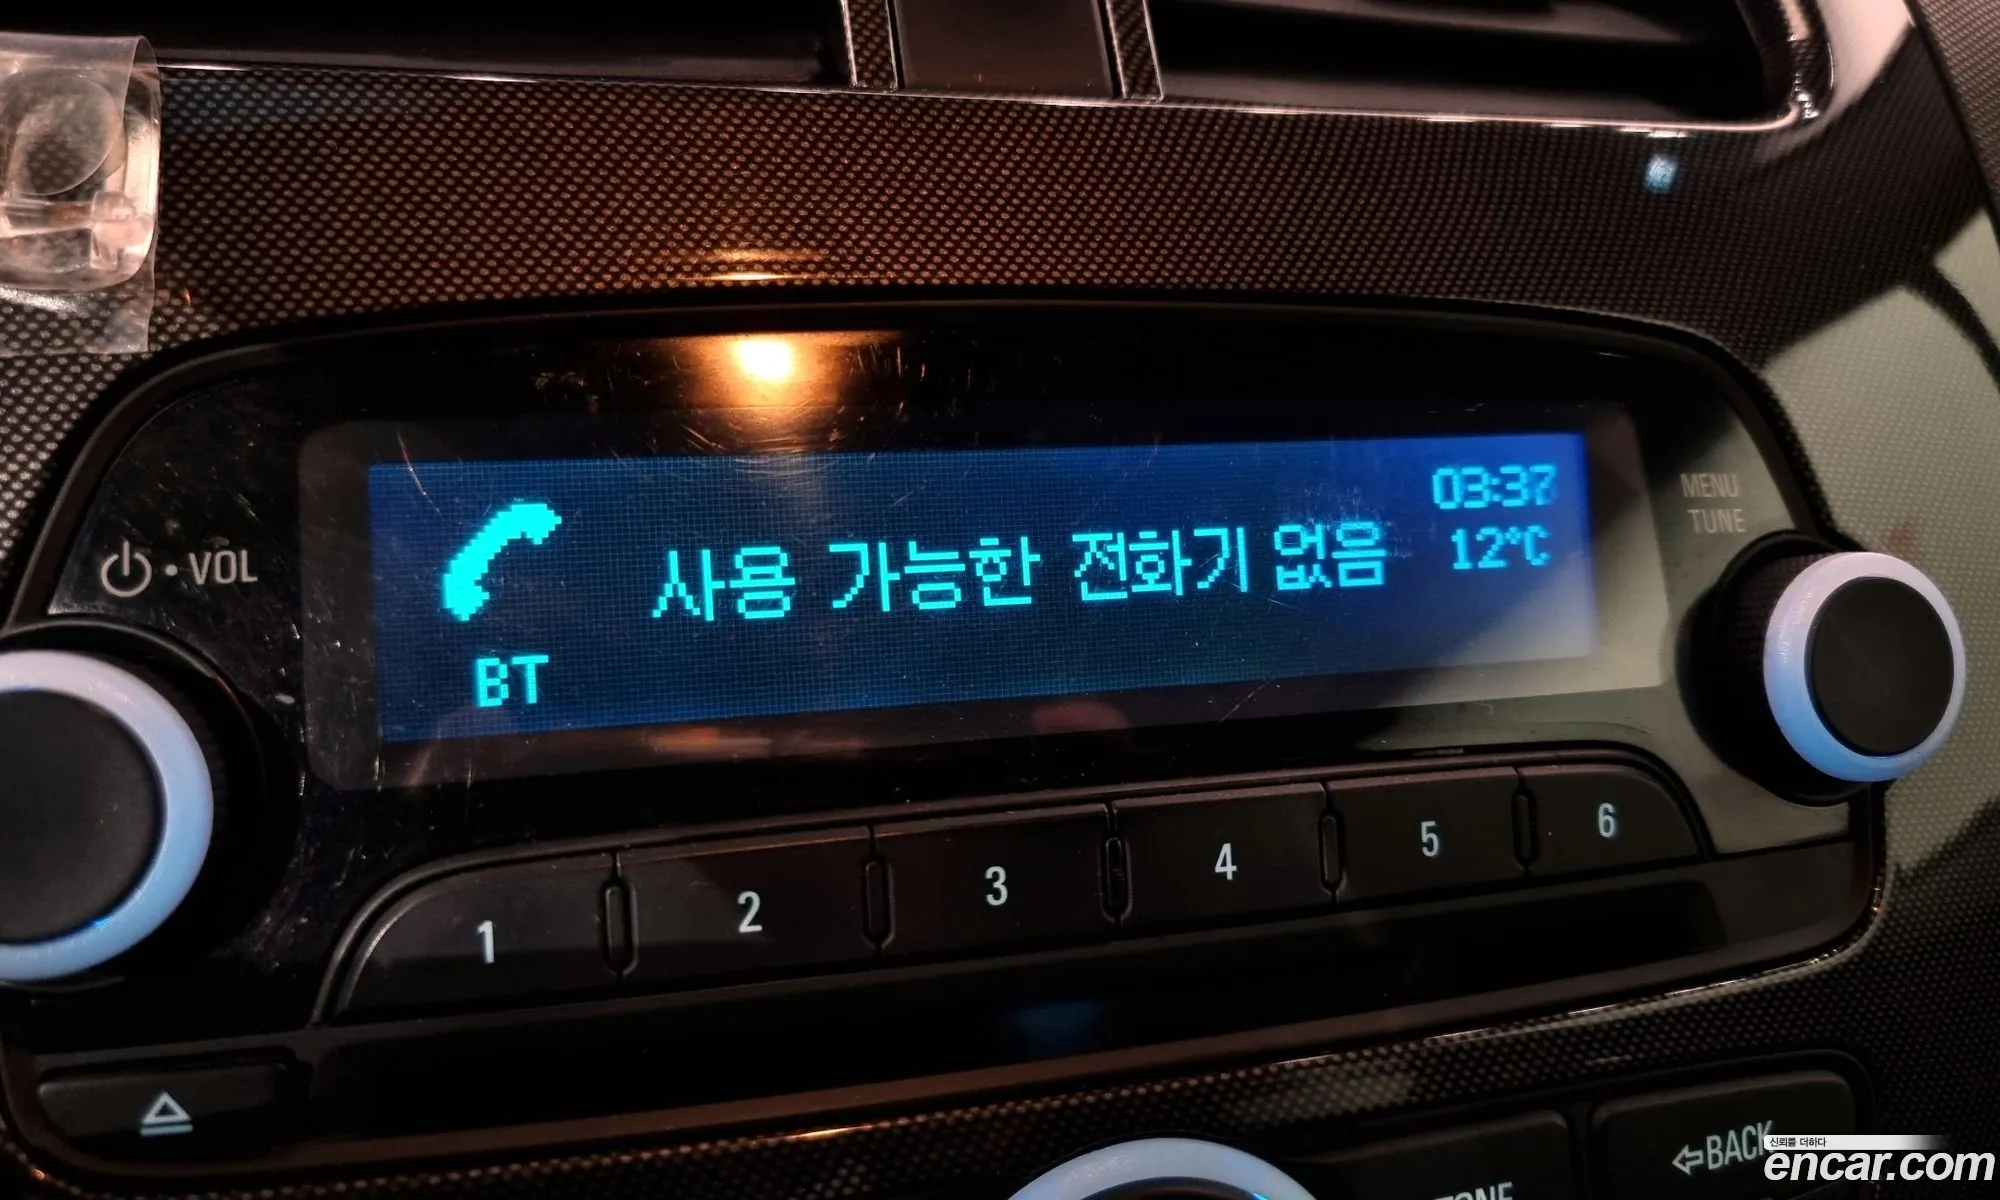 03:37
사용 가능한 전화기 없음
12°C
BT
VOL
MENU
TUNE
1
2
3
4
5
6
BACK
TONE
신뢰를 더하다
encar.com